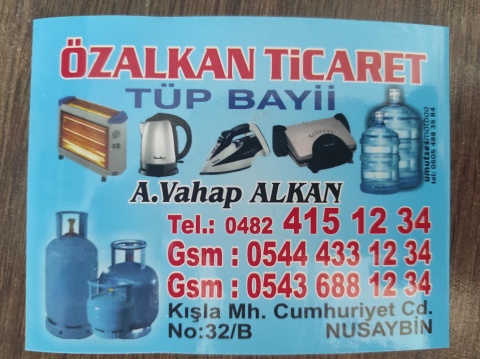 ÖZALKAN TİCARET
TÜP BAYİİ
A.Vahap ALKAN
Tel.: 0482 415 12 34
Gsm : 0544 433 12 34
Gsm : 0543 688 12 34
Kışla Mh. Cumhuriyet Cd.
No:32/B NUSAYBİN